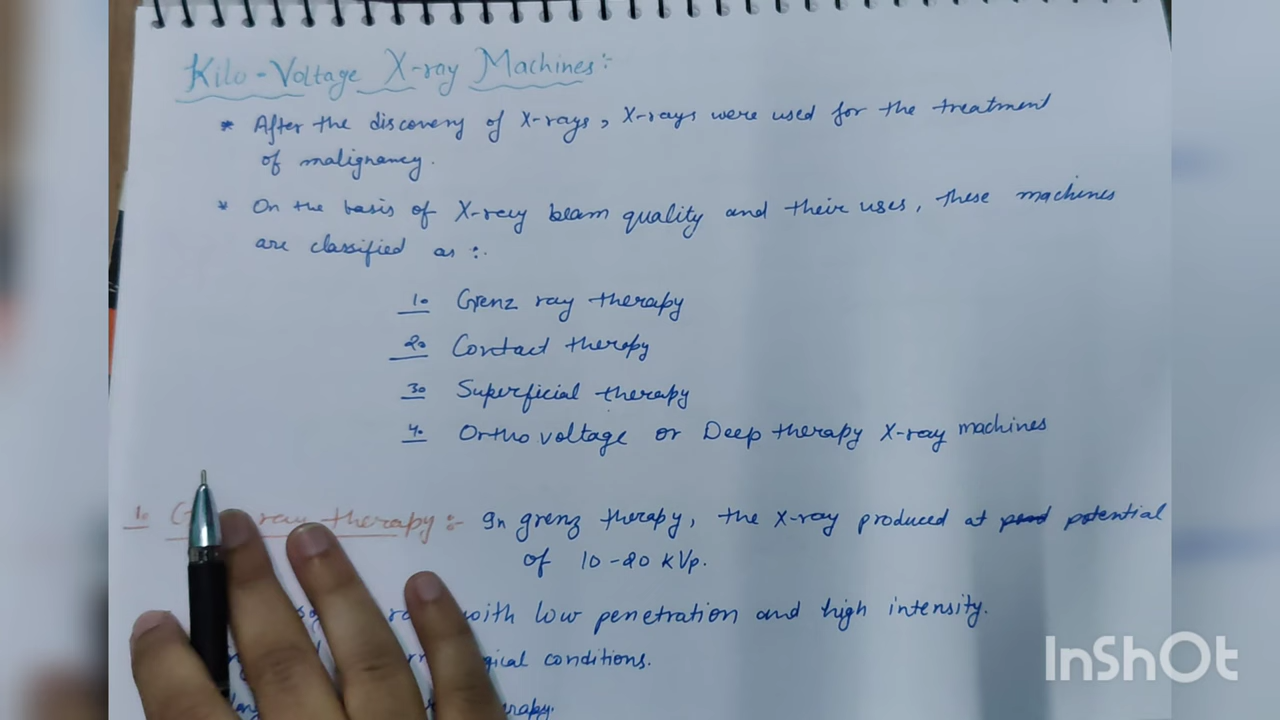 Kilo-Voltage X-ray Machines:-
* After the discovery of X-rays, X-rays were used for the treatment
of malignancy.
* On the basis of X-ray beam quality and their uses, these machines
are classified as :-
1. Grenz ray therapy
2. Contact therapy
3. Superficial therapy
4. Orthovoltage or Deep therapy X-ray machines
1. ray therapy :- In grenz therapy, the X-ray produced at potential
of 10-20 kVp.
with low penetration and high intensity.
conditions.
InShOt